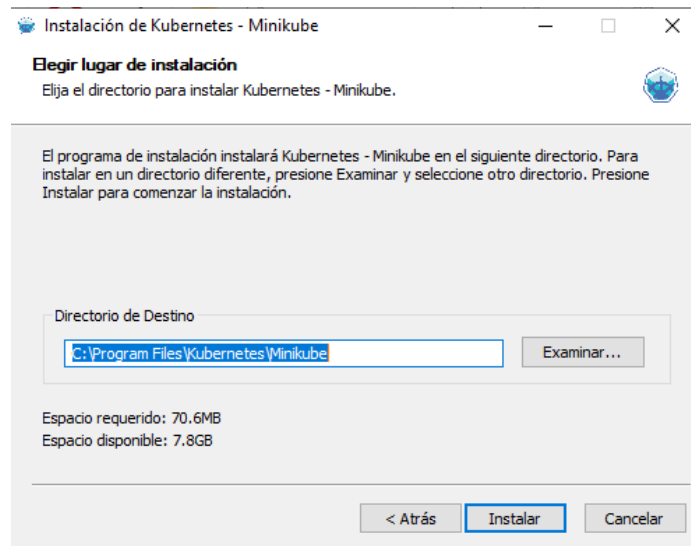 Instalación de Kubernetes - Minikube
Elegir lugar de instalación
Elija el directorio para instalar Kubernetes - Minikube.
El programa de instalación instalará Kubernetes - Minikube en el siguiente directorio. Para
instalar en un directorio diferente, presione Examinar y seleccione otro directorio. Presione
Instalar para comenzar la instalación.
Directorio de Destino
C:\Program Files\Kubernetes\Minikube
Examinar...
Espacio requerido: 70.6MB
Espacio disponible: 7.8GB
< Atrás
Instalar
Cancelar